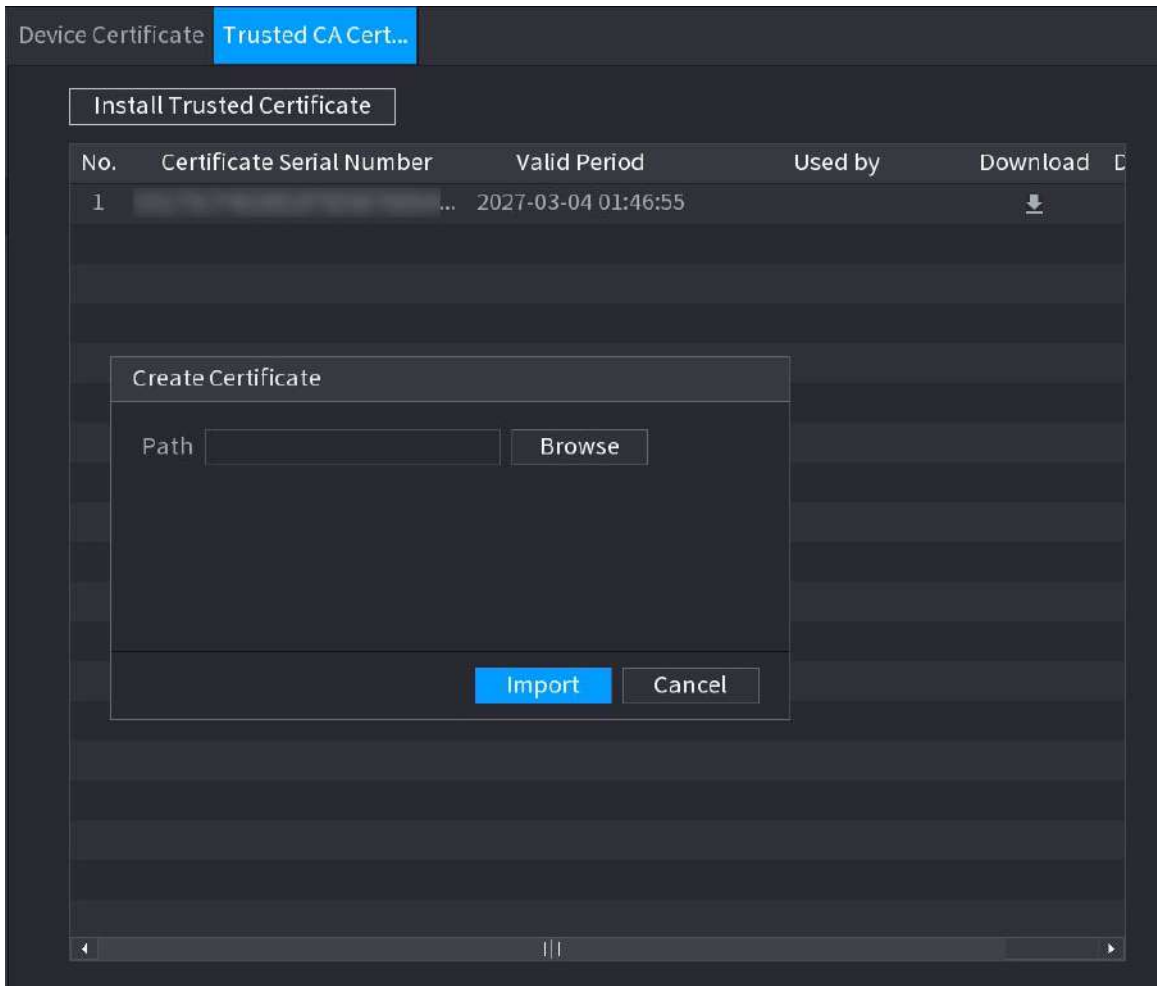 Device Certificate Trusted CA Cert...
Install Trusted Certificate
No. Certificate Serial Number Valid Period Used by Download D
1 ... 2027-03-04 01:46:55
Create Certificate
Path Browse
Import Cancel